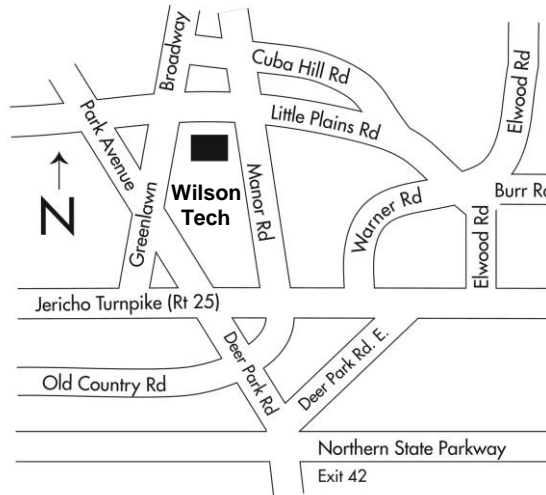 Broadway
Cuba Hill Rd
Elwood Rd
Park Avenue
Little Plains Rd
N
Wilson
Tech
Manor Rd
Warner Rd
Burr Rd
Greenlawn
Elwood Rd
Jericho Turnpike (Rt 25)
Deer Park Rd
Deer Park Rd. E.
Old Country Rd
Northern State Parkway
Exit 42